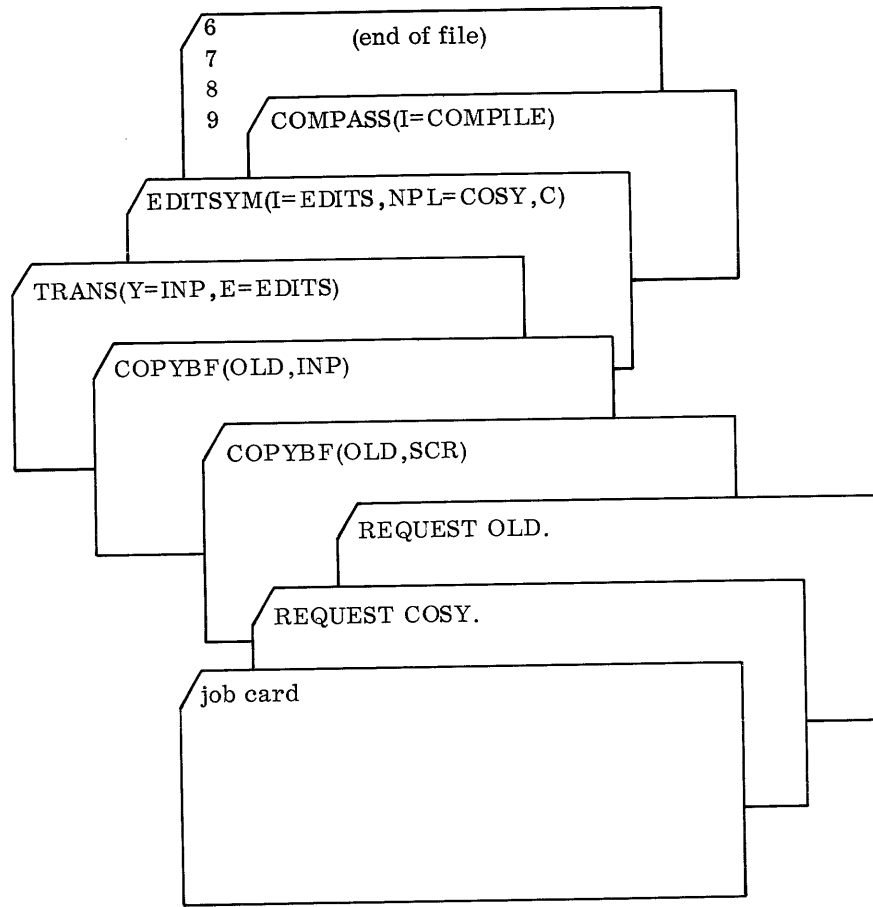 6 (end of file)
7
8
9 COMPASS(I=COMPILE)
EDITSYM(I=EDITS,NPL=COSY,C)
TRANS(Y=INP,E=EDITS)
COPYBF(OLD,INP)
COPYBF(OLD,SCR)
REQUEST OLD.
REQUEST COSY.
job card